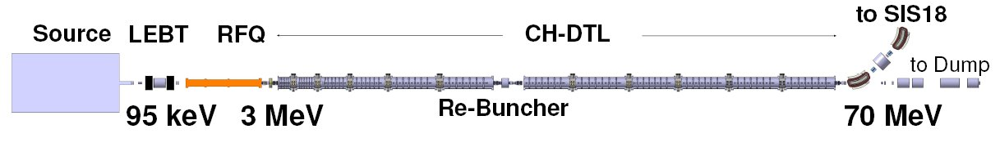 to SIS18
Source LEBT RFQ CH-DTL
to Dump
Re-Buncher
95 keV 3 MeV 70 MeV